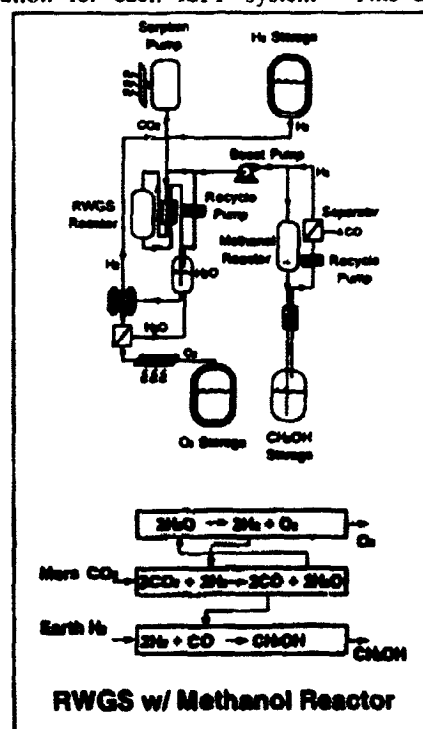 Sorption
Pump
H₂ Storage
CO₂
H₂
Boost Pump
H₂
RWGS
Reactor
Recycle
Pump
Separator
CO
Methanol
Reactor
H₂O
Recycle
Pump
H₂
H₂O
O₂
O₂ Storage
CH₃OH
Storage
2H₂O → 2H₂ + O₂
O₂
Mars CO₂
2CO₂ + 2H₂ → 2CO + 2H₂O
Earth H₂
2H₂ + CO → CH₃OH
CH₃OH
RWGS w/ Methanol Reactor